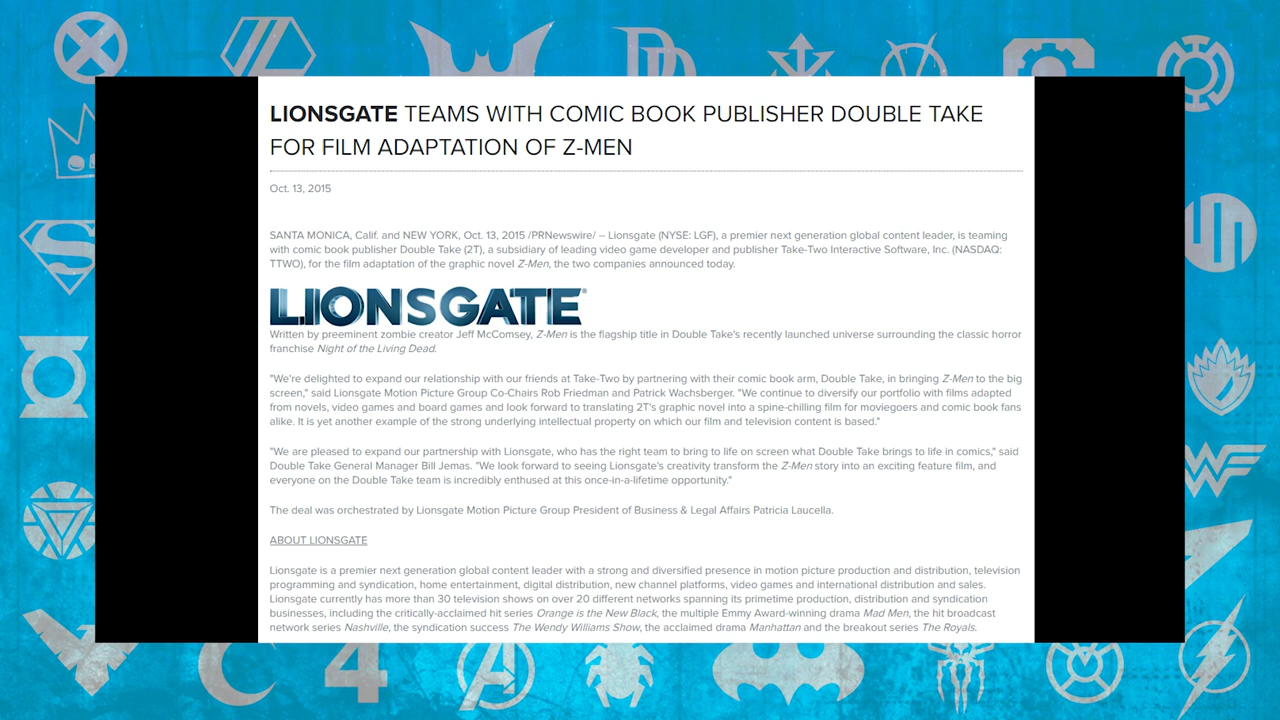 LIONSGATE TEAMS WITH COMIC BOOK PUBLISHER DOUBLE TAKE
FOR FILM ADAPTATION OF Z-MEN
Oct. 13, 2015
SANTA MONICA, Calif. and NEW YORK, Oct. 13, 2015 /PRNewswire/ -- Lionsgate (NYSE: LGF), a premier next generation global content leader, is teaming
with comic book publisher Double Take (2T), a subsidiary of leading video game developer and publisher Take-Two Interactive Software, Inc. (NASDAQ:
TTWO), for the film adaptation of the graphic novel Z-Men, the two companies announced today.
LIONSGATE
Written by preeminent zombie creator Jeff McComsey, Z-Men is the flagship title in Double Take's recently launched universe surrounding the classic horror
franchise Night of the Living Dead.
"We're delighted to expand our relationship with our friends at Take-Two by partnering with their comic book arm, Double Take, in bringing Z-Men to the big
screen," said Lionsgate Motion Picture Group Co-Chairs Rob Friedman and Patrick Wachsberger. "We continue to diversify our portfolio with films adapted
from novels, video games and board games and look forward to translating 2T's graphic novel into a spine-chilling film for moviegoers and comic book fans
alike. It is yet another example of the strong underlying intellectual property on which our film and television content is based."
"We are pleased to expand our partnership with Lionsgate, who has the right team to bring to life on screen what Double Take brings to life in comics," said
Double Take General Manager Bill Jemas. "We look forward to seeing Lionsgate's creativity transform the Z-Men story into an exciting feature film, and
everyone on the Double Take team is incredibly enthused at this once-in-a-lifetime opportunity."
The deal was orchestrated by Lionsgate Motion Picture Group President of Business & Legal Affairs Patricia Laucella.
ABOUT LIONSGATE
Lionsgate is a premier next generation global content leader with a strong and diversified presence in motion picture production and distribution, television
programming and syndication, home entertainment, digital distribution, new channel platforms, video games and international distribution and sales.
Lionsgate currently has more than 30 television shows on over 20 different networks spanning its primetime production, distribution and syndication
businesses, including the critically-acclaimed hit series Orange is the New Black, the multiple Emmy Award-winning drama Mad Men, the hit broadcast
network series Nashville, the syndication success The Wendy Williams Show, the acclaimed drama Manhattan and the breakout series The Royals.
4